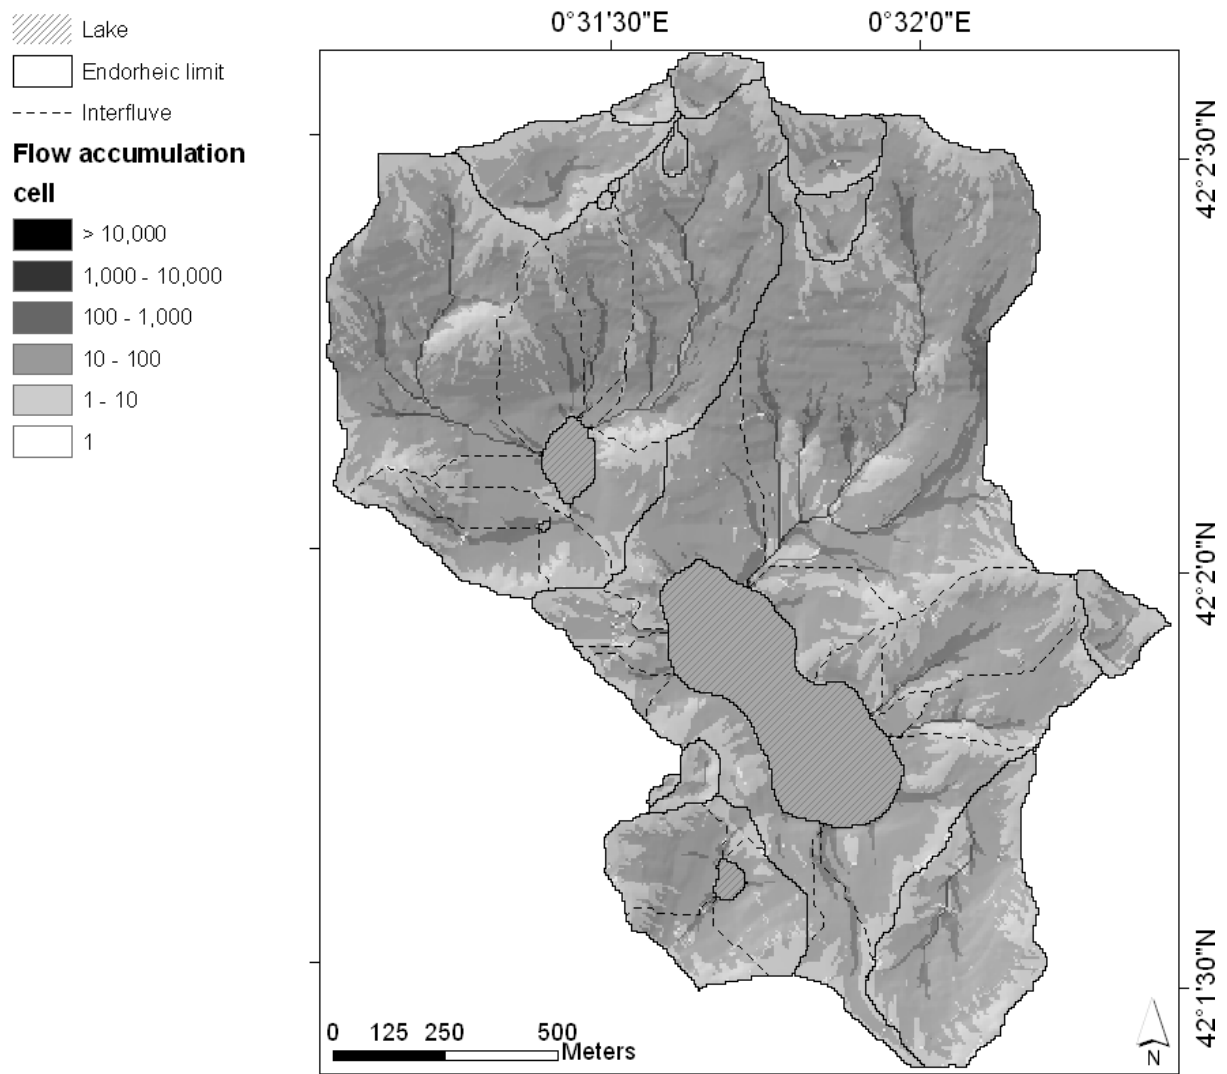 0°31'30"E 0°32'0"E
Lake
Endorheic limit
Interfluve
Flow accumulation
cell
> 10,000
1,000 - 10,000
100 - 1,000
10 - 100
1 - 10
1
42°2'30"N
42°2'0"N
42°1'30"N
0 125 250 500
Meters
N